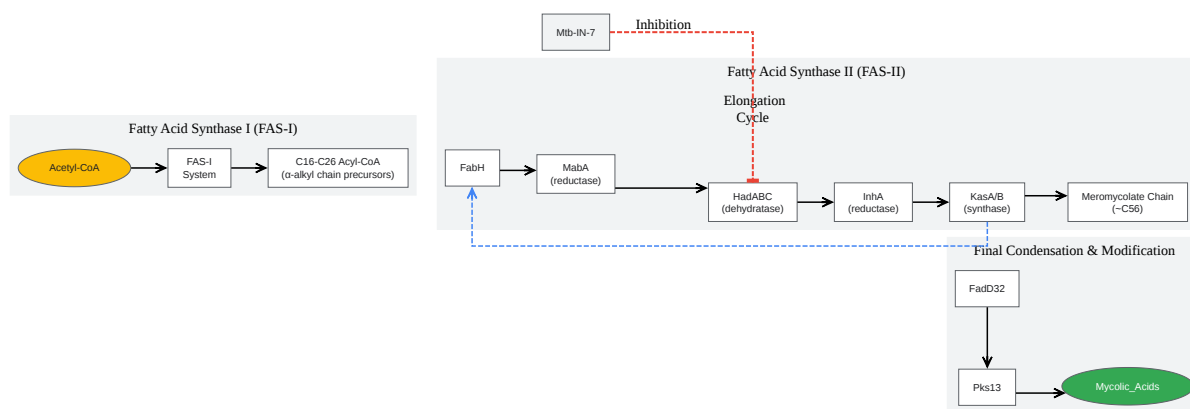 Mtb-IN-7
Inhibition
Fatty Acid Synthase II (FAS-II)
Elongation
Cycle
Fatty Acid Synthase I (FAS-I)
Acetyl-CoA
FAS-I
System
C16-C26 Acyl-CoA
(α-alkyl chain precursors)
FabH
MabA
(reductase)
HadABC
(dehydratase)
InhA
(reductase)
KasA/B
(synthase)
Meromycolate Chain
(~C56)
Final Condensation & Modification
FadD32
Pks13
Mycolic_Acids